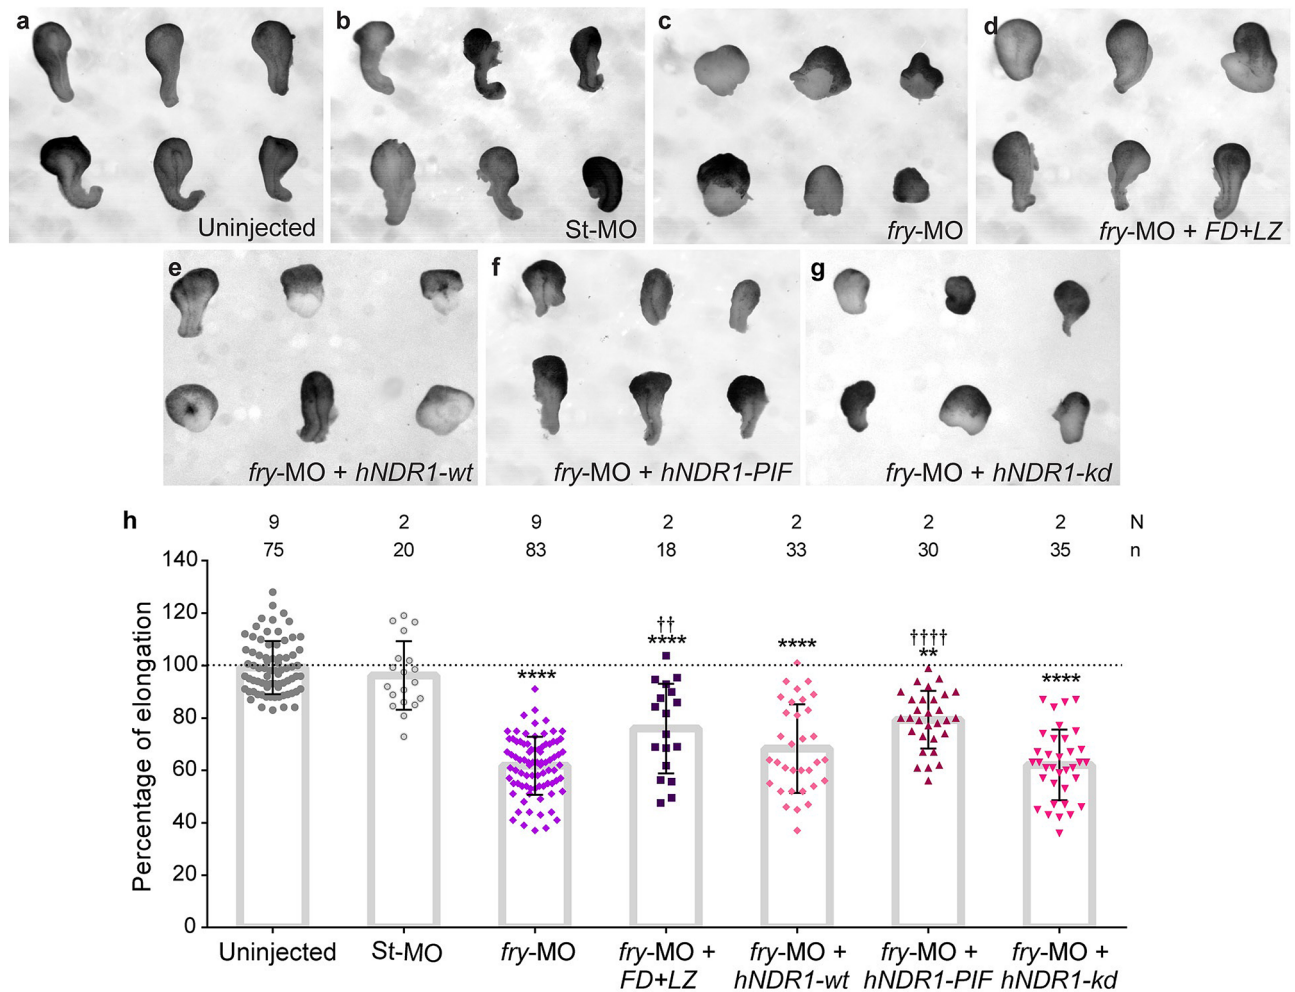 a
Uninjected
b
St-MO
c
fry-MO
d
fry-MO + FD+LZ
e
fry-MO + hNDR1-wt
f
fry-MO + hNDR1-PIF
g
fry-MO + hNDR1-kd
h
9 2 9 2 2 2 2 N
75 20 83 18 33 30 35 n
Percentage of elongation
140
120
100
80
60
40
20
0
†† ††††
**** **** **** ** ****
Uninjected St-MO fry-MO fry-MO + fry-MO + fry-MO + fry-MO +
FD+LZ hNDR1-wt hNDR1-PIF hNDR1-kd